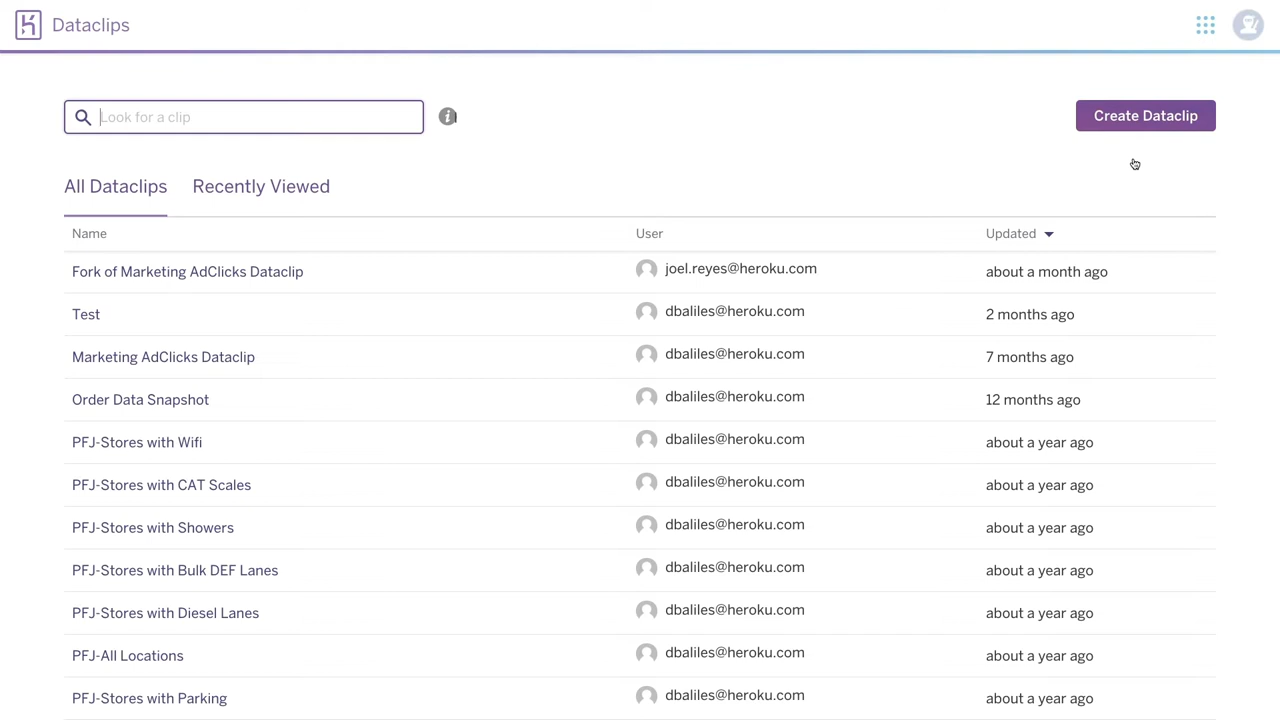 Dataclips
Look for a clip
Create Dataclip
All Dataclips Recently Viewed
Name User Updated
Fork of Marketing AdClicks Dataclip joel.reyes@heroku.com about a month ago
Test dbaliles@heroku.com 2 months ago
Marketing AdClicks Dataclip dbaliles@heroku.com 7 months ago
Order Data Snapshot dbaliles@heroku.com 12 months ago
PFJ-Stores with Wifi dbaliles@heroku.com about a year ago
PFJ-Stores with CAT Scales dbaliles@heroku.com about a year ago
PFJ-Stores with Showers dbaliles@heroku.com about a year ago
PFJ-Stores with Bulk DEF Lanes dbaliles@heroku.com about a year ago
PFJ-Stores with Diesel Lanes dbaliles@heroku.com about a year ago
PFJ-All Locations dbaliles@heroku.com about a year ago
PFJ-Stores with Parking dbaliles@heroku.com about a year ago